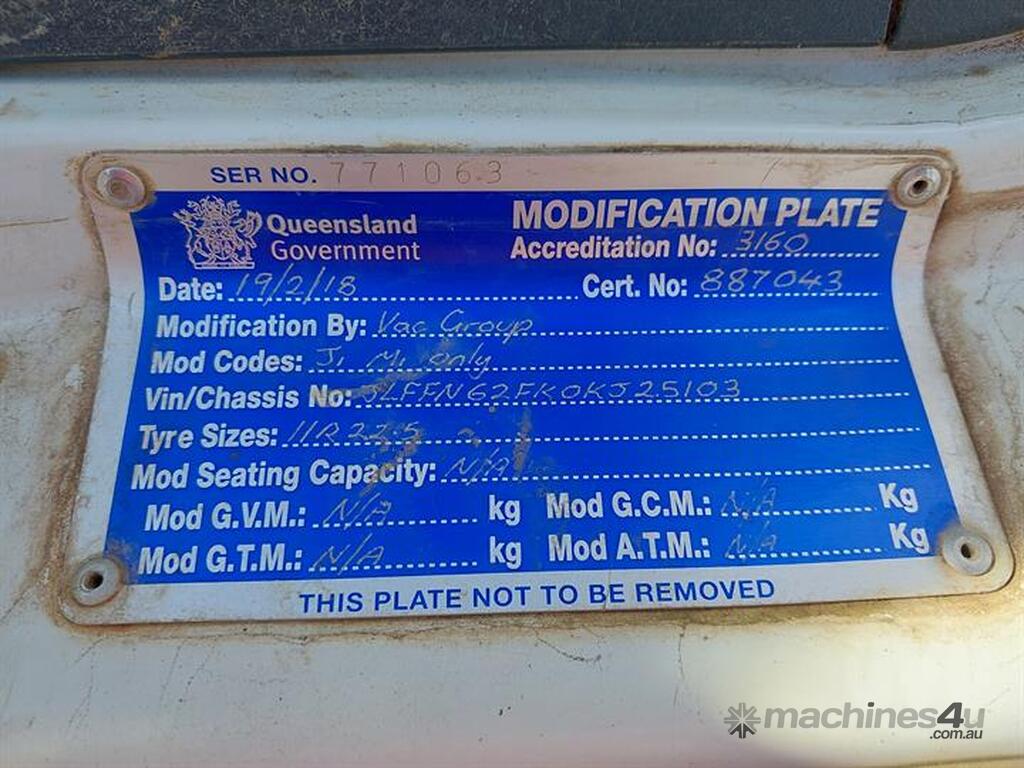 SER NO. 771063
Queensland Government
MODIFICATION PLATE
Accreditation No: 3160
Date: 19/2/18 Cert. No: 887043
Modification By: Vac Group
Mod Codes: J1 M1 only
Vin/Chassis No: JLFFN62FK0KJ25103
Tyre Sizes: 11R22.5
Mod Seating Capacity: N/A
Mod G.V.M.: N/A kg Mod G.C.M.: N/A Kg
Mod G.T.M.: N/A kg Mod A.T.M.: N/A Kg
THIS PLATE NOT TO BE REMOVED
machines4u
.com.au